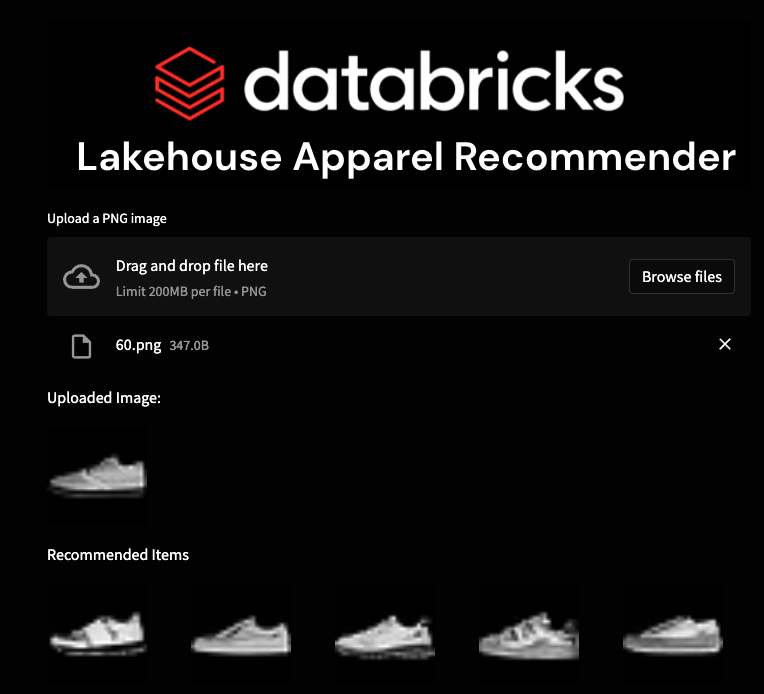 databricks
Lakehouse Apparel Recommender
Upload a PNG image
Drag and drop file here
Limit 200MB per file • PNG
Browse files
60.png 347.0B
Uploaded Image:
Recommended Items